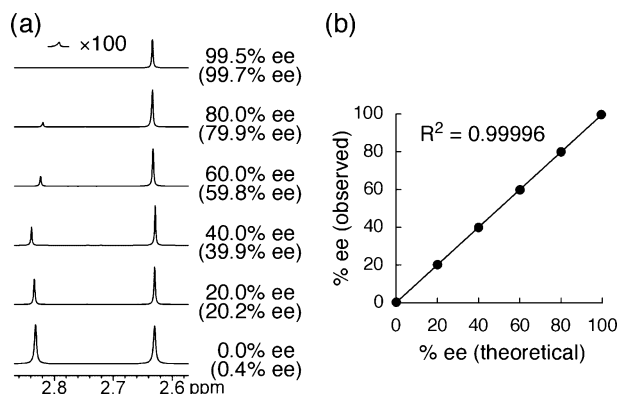 (a)
×100
99.5% ee
(99.7% ee)
80.0% ee
(79.9% ee)
60.0% ee
(59.8% ee)
40.0% ee
(39.9% ee)
20.0% ee
(20.2% ee)
0.0% ee
(0.4% ee)
2.8 2.7 2.6 ppm
(b)
R² = 0.99996
% ee (observed)
100
80
60
40
20
0
0 20 40 60 80 100
% ee (theoretical)